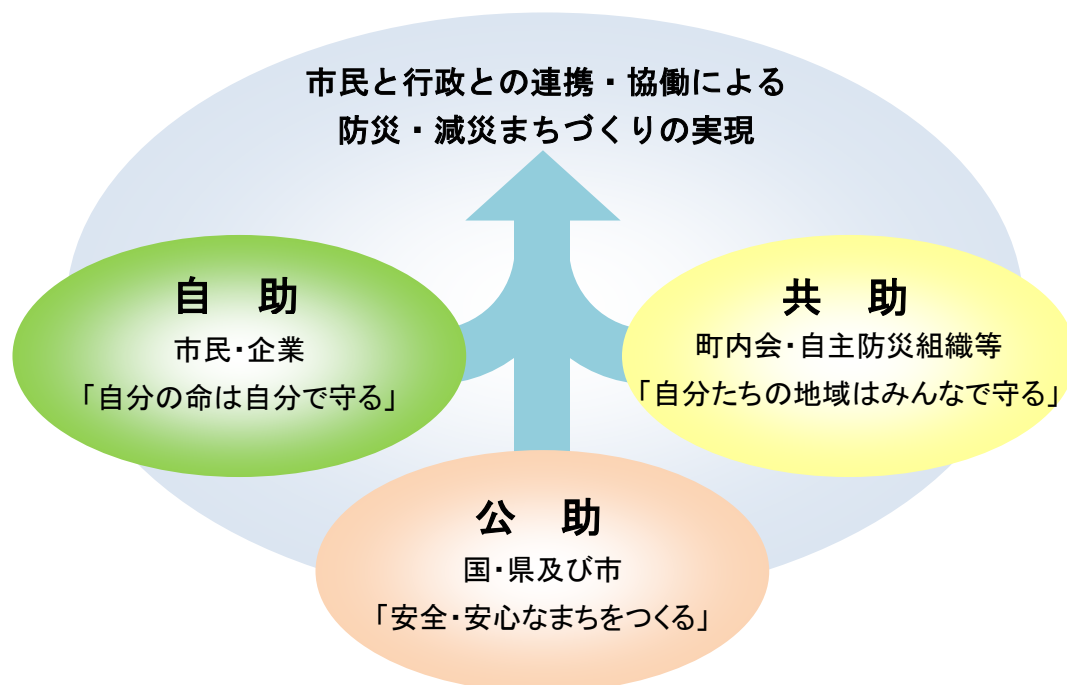 市民と行政との連携・協働による
防災・減災まちづくりの実現
自　助
市民・企業
「自分の命は自分で守る」
共　助
町内会・自主防災組織等
「自分たちの地域はみんなで守る」
公　助
国・県及び市
「安全・安心なまちをつくる」